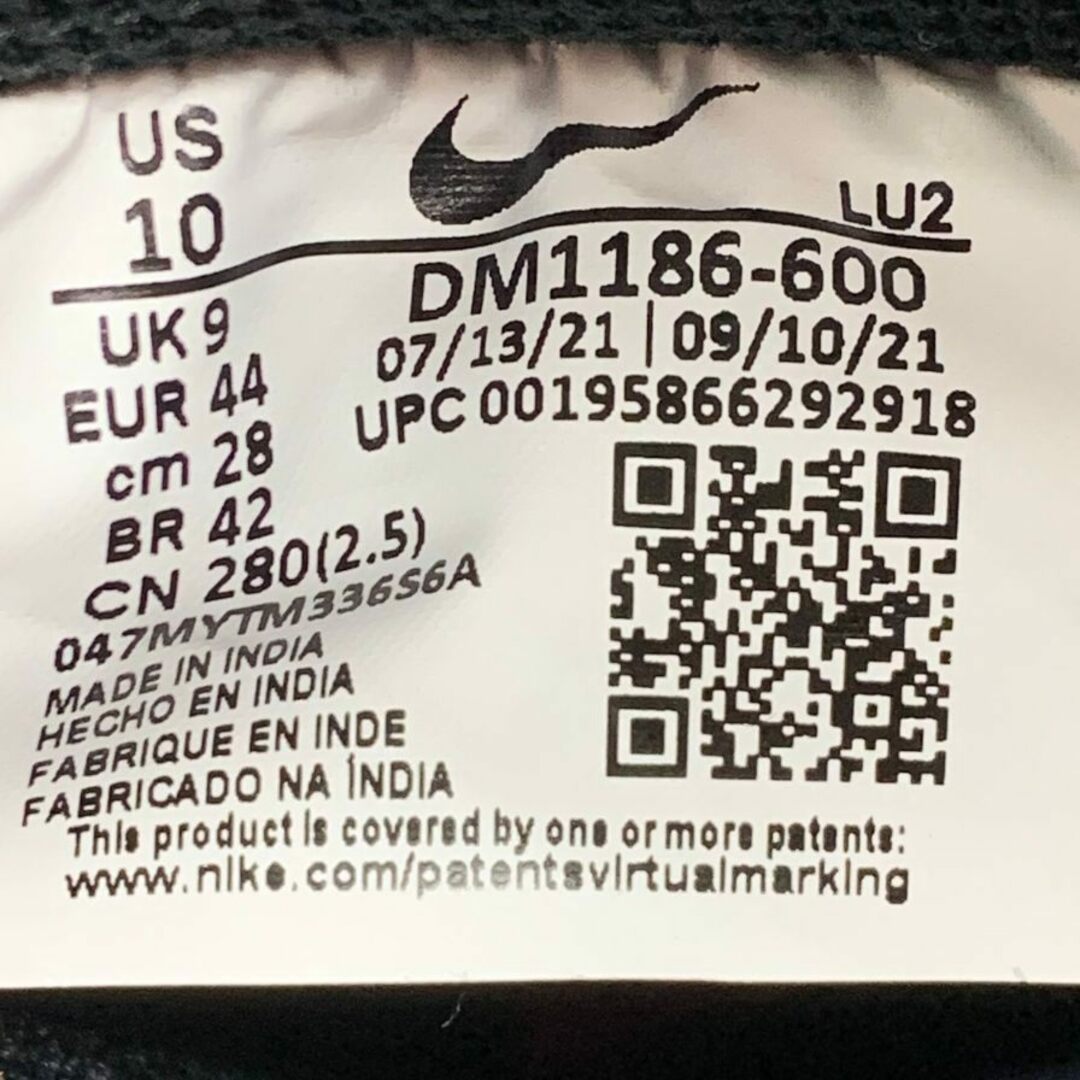 US
10
UK 9
EUR 44
cm 28
BR 42
CN 280(2.5)
047MYTM336S6A
MADE IN INDIA
HECHO EN INDIA
FABRIQUE EN INDE
FABRICADO NA ÍNDIA
LU2
DM1186-600
07/13/21 | 09/10/21
UPC 00195866292918
This product is covered by one or more patents:
www.nike.com/patentsvirtualmarking